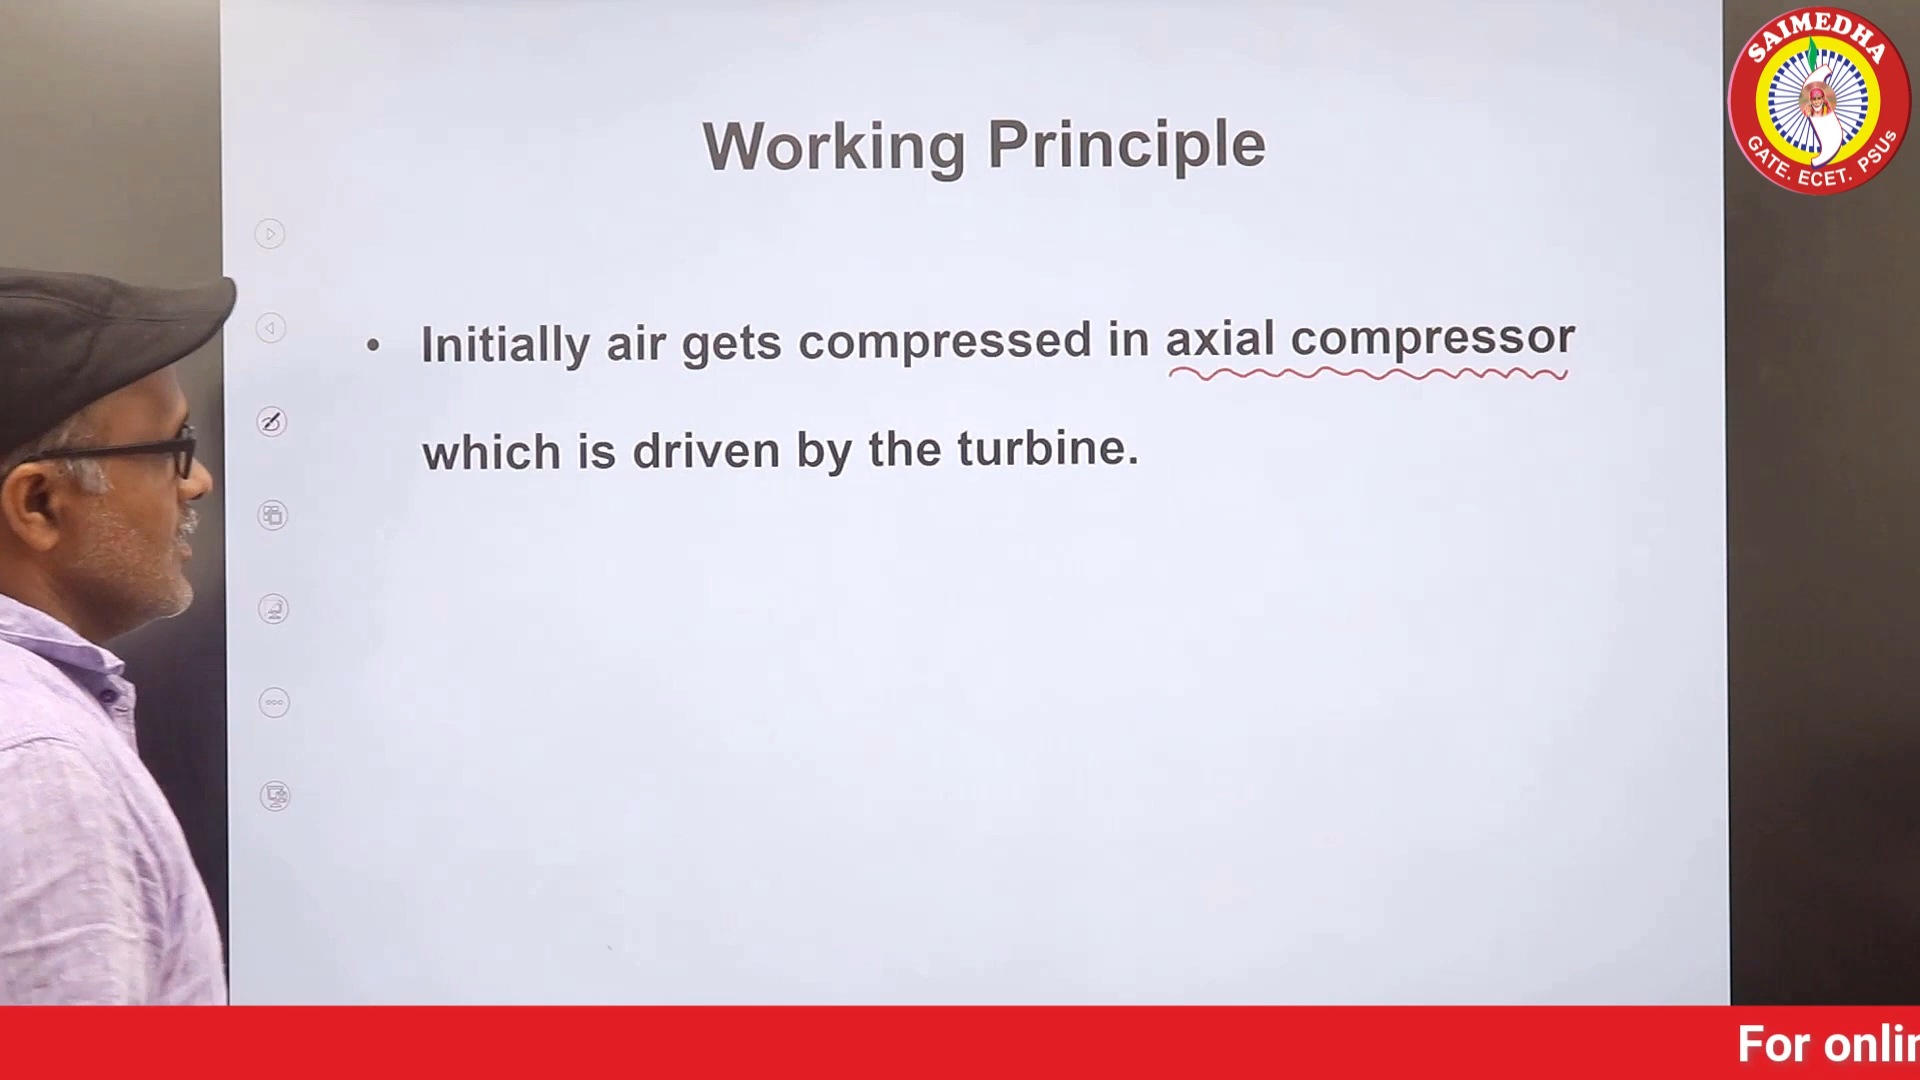 SAIMEDHA
GATE. ECET. PSUs
Working Principle
• Initially air gets compressed in axial compressor
which is driven by the turbine.
For onlin